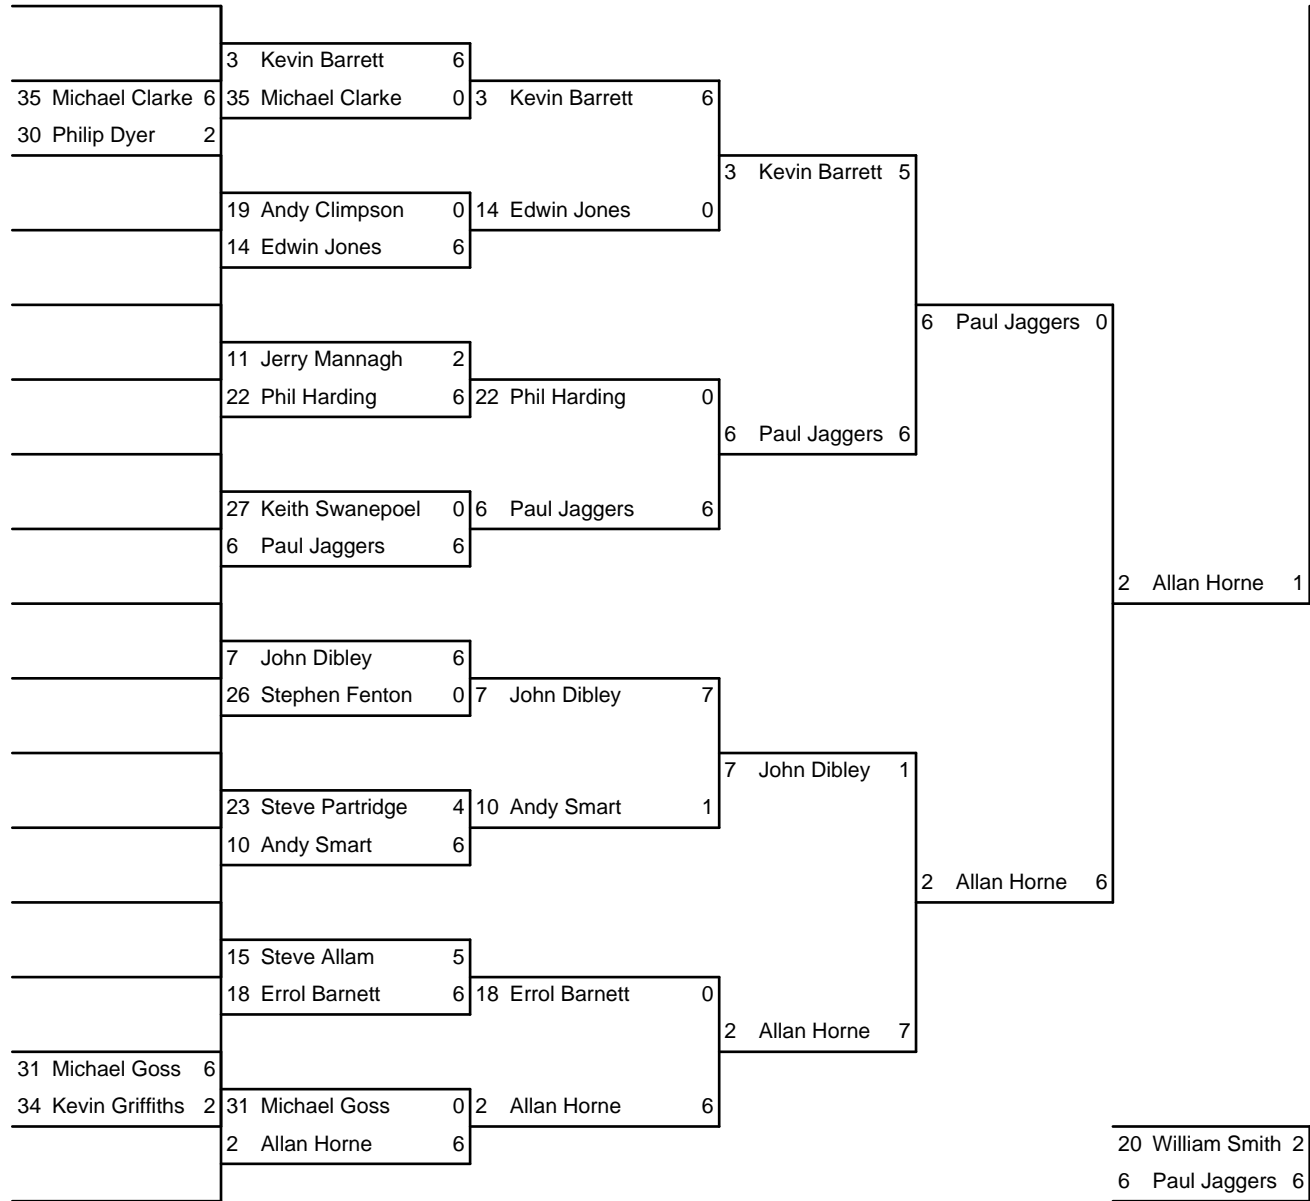 3 Kevin Barrett 6
35 Michael Clarke 6 35 Michael Clarke 0 3 Kevin Barrett 6
30 Philip Dyer 2
3 Kevin Barrett 5
19 Andy Climpson 0 14 Edwin Jones 0
14 Edwin Jones 6
6 Paul Jaggers 0
11 Jerry Mannagh 2
22 Phil Harding 6 22 Phil Harding 0
6 Paul Jaggers 6
27 Keith Swanepoel 0 6 Paul Jaggers 6
6 Paul Jaggers 6
2 Allan Horne 1
7 John Dibley 6
26 Stephen Fenton 0 7 John Dibley 7
7 John Dibley 1
23 Steve Partridge 4 10 Andy Smart 1
10 Andy Smart 6
2 Allan Horne 6
15 Steve Allam 5
18 Errol Barnett 6 18 Errol Barnett 0
2 Allan Horne 7
31 Michael Goss 6
34 Kevin Griffiths 2 31 Michael Goss 0 2 Allan Horne 6
2 Allan Horne 6 20 William Smith 2
6 Paul Jaggers 6